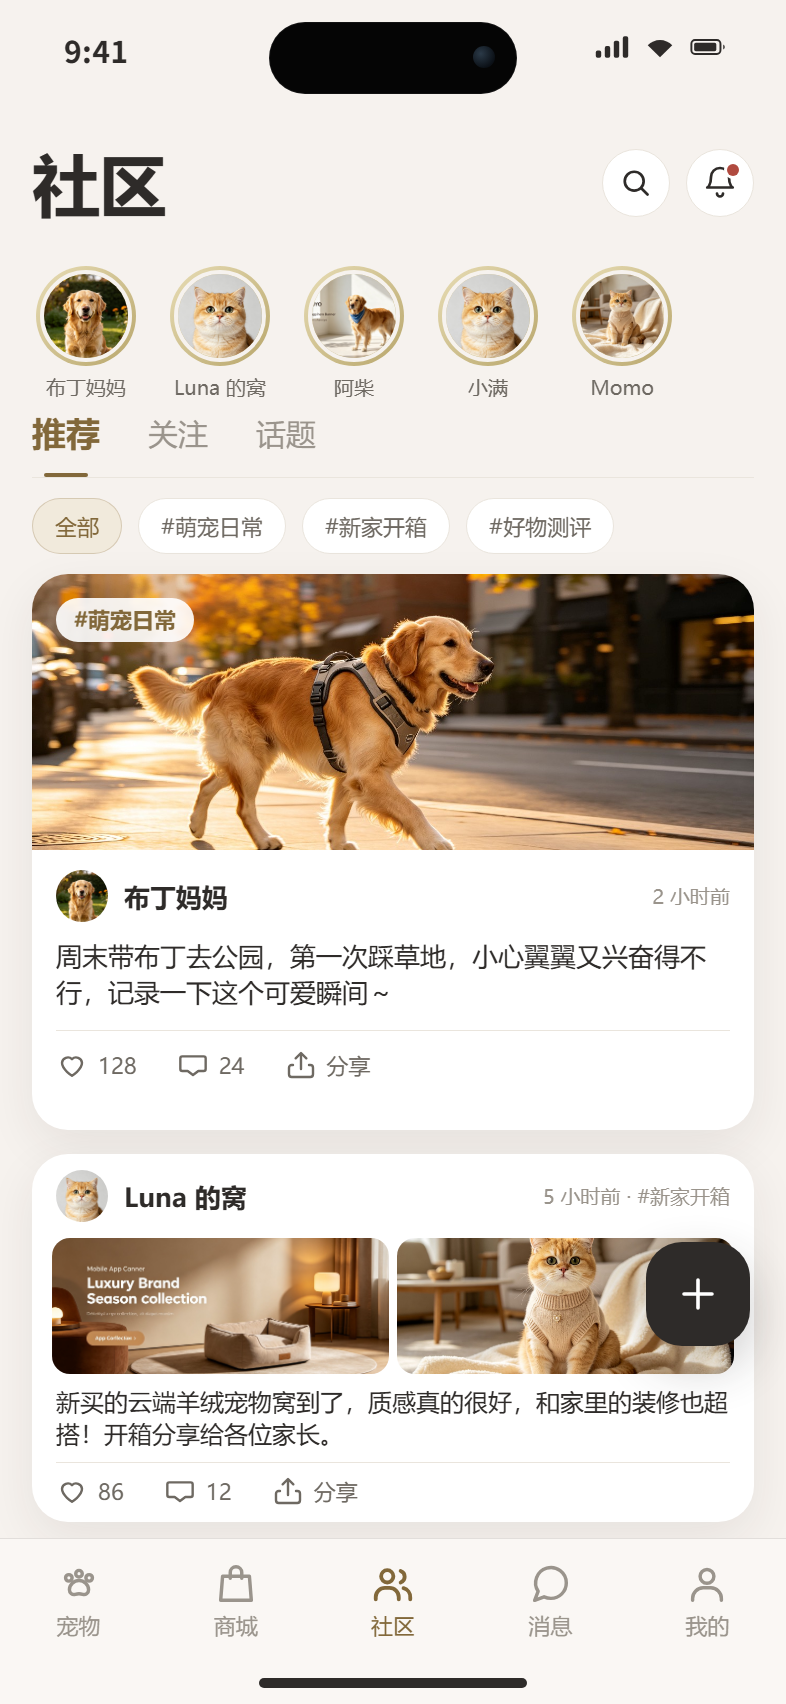 9:41
社区
布丁妈妈
Luna 的窝
阿柴
小满
Momo
推荐
关注
话题
全部
#萌宠日常
#新家开箱
#好物测评
#萌宠日常
布丁妈妈
2 小时前
周末带布丁去公园，第一次踩草地，小心翼翼又兴奋得不
行，记录一下这个可爱瞬间～
128
24
分享
Luna 的窝
5 小时前 · #新家开箱
Mobile App Conner
Luxury Brand
Season collection
新买的云端羊绒宠物窝到了，质感真的很好，和家里的装修也超
搭！开箱分享给各位家长。
86
12
分享
宠物
商城
社区
消息
我的